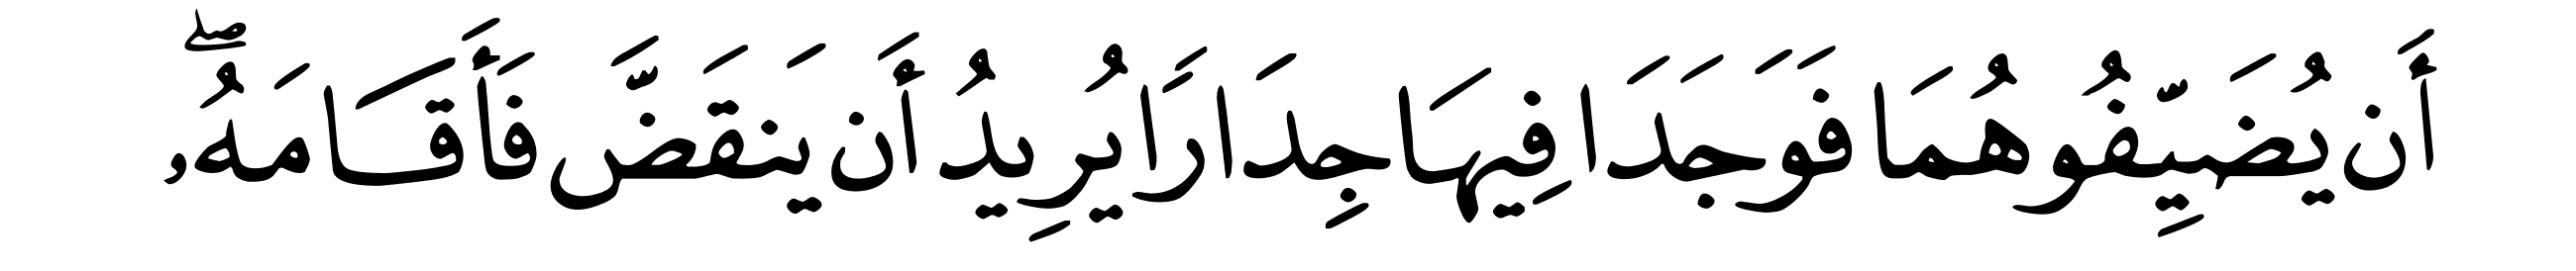 أَن يُضَيِّفُوهُمَا فَوَجَدَا فِيهَا جِدَارًا يُرِيدُ أَن يَنقَضَّ فَأَقَامَهُۥۖ